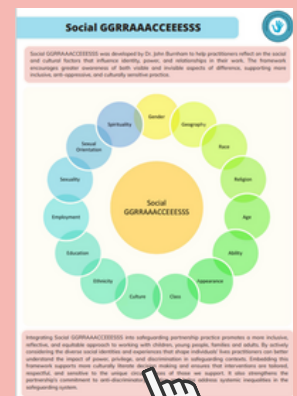 Social GGRRAAACCEEESSS
Social GGRRAAACCEEESSS was developed by Dr. John Burnham to help practitioners reflect on the social
and cultural factors that influence identity, power, and relationships in their work. The framework
encourages greater awareness of both visible and invisible aspects of difference, supporting more
inclusive, anti-oppressive, and culturally sensitive practice.
Gender
Geography
Race
Religion
Age
Ability
Appearance
Class
Culture
Ethnicity
Education
Employment
Sexuality
Sexual
Orientation
Spirituality
Social
GGRRAAACCEEESSS
Integrating Social GGRRAAACCEEESSS into safeguarding partnership practice promotes a more inclusive,
reflective, and equitable approach to working with children, young people, families and adults. By actively
considering the diverse social identities and experiences that shape individuals' lives practitioners can better
understand the impact of power, privilege, and discrimination in safeguarding contexts. Embedding this
framework supports more culturally literate making and ensures that interventions are tailored,
respectful, and sensitive to the unique of those we support. It also strengthens the
partnership's commitment to anti-discriminat address systemic inequalities in the
safeguarding system.